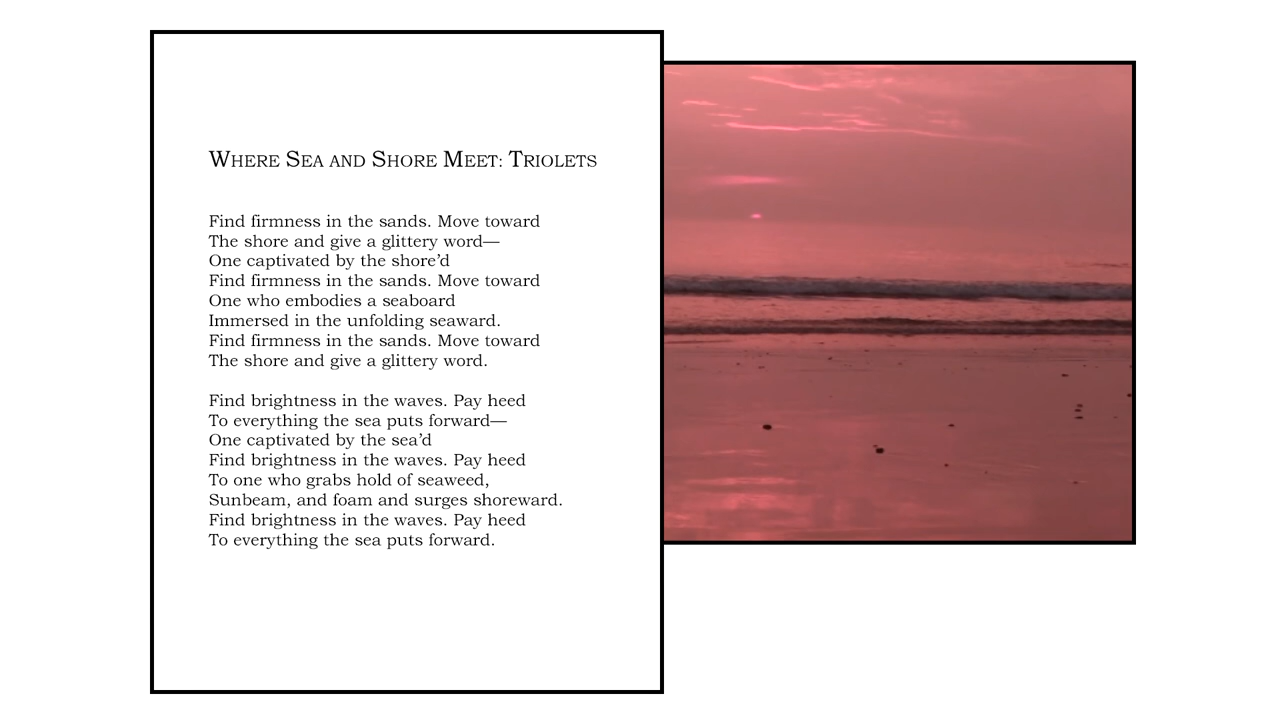 Where Sea and Shore Meet: Triolets
Find firmness in the sands. Move toward
The shore and give a glittery word—
One captivated by the shore’d
Find firmness in the sands. Move toward
One who embodies a seaboard
Immersed in the unfolding seaward.
Find firmness in the sands. Move toward
The shore and give a glittery word.
Find brightness in the waves. Pay heed
To everything the sea puts forward—
One captivated by the sea’d
Find brightness in the waves. Pay heed
To one who grabs hold of seaweed,
Sunbeam, and foam and surges shoreward.
Find brightness in the waves. Pay heed
To everything the sea puts forward.